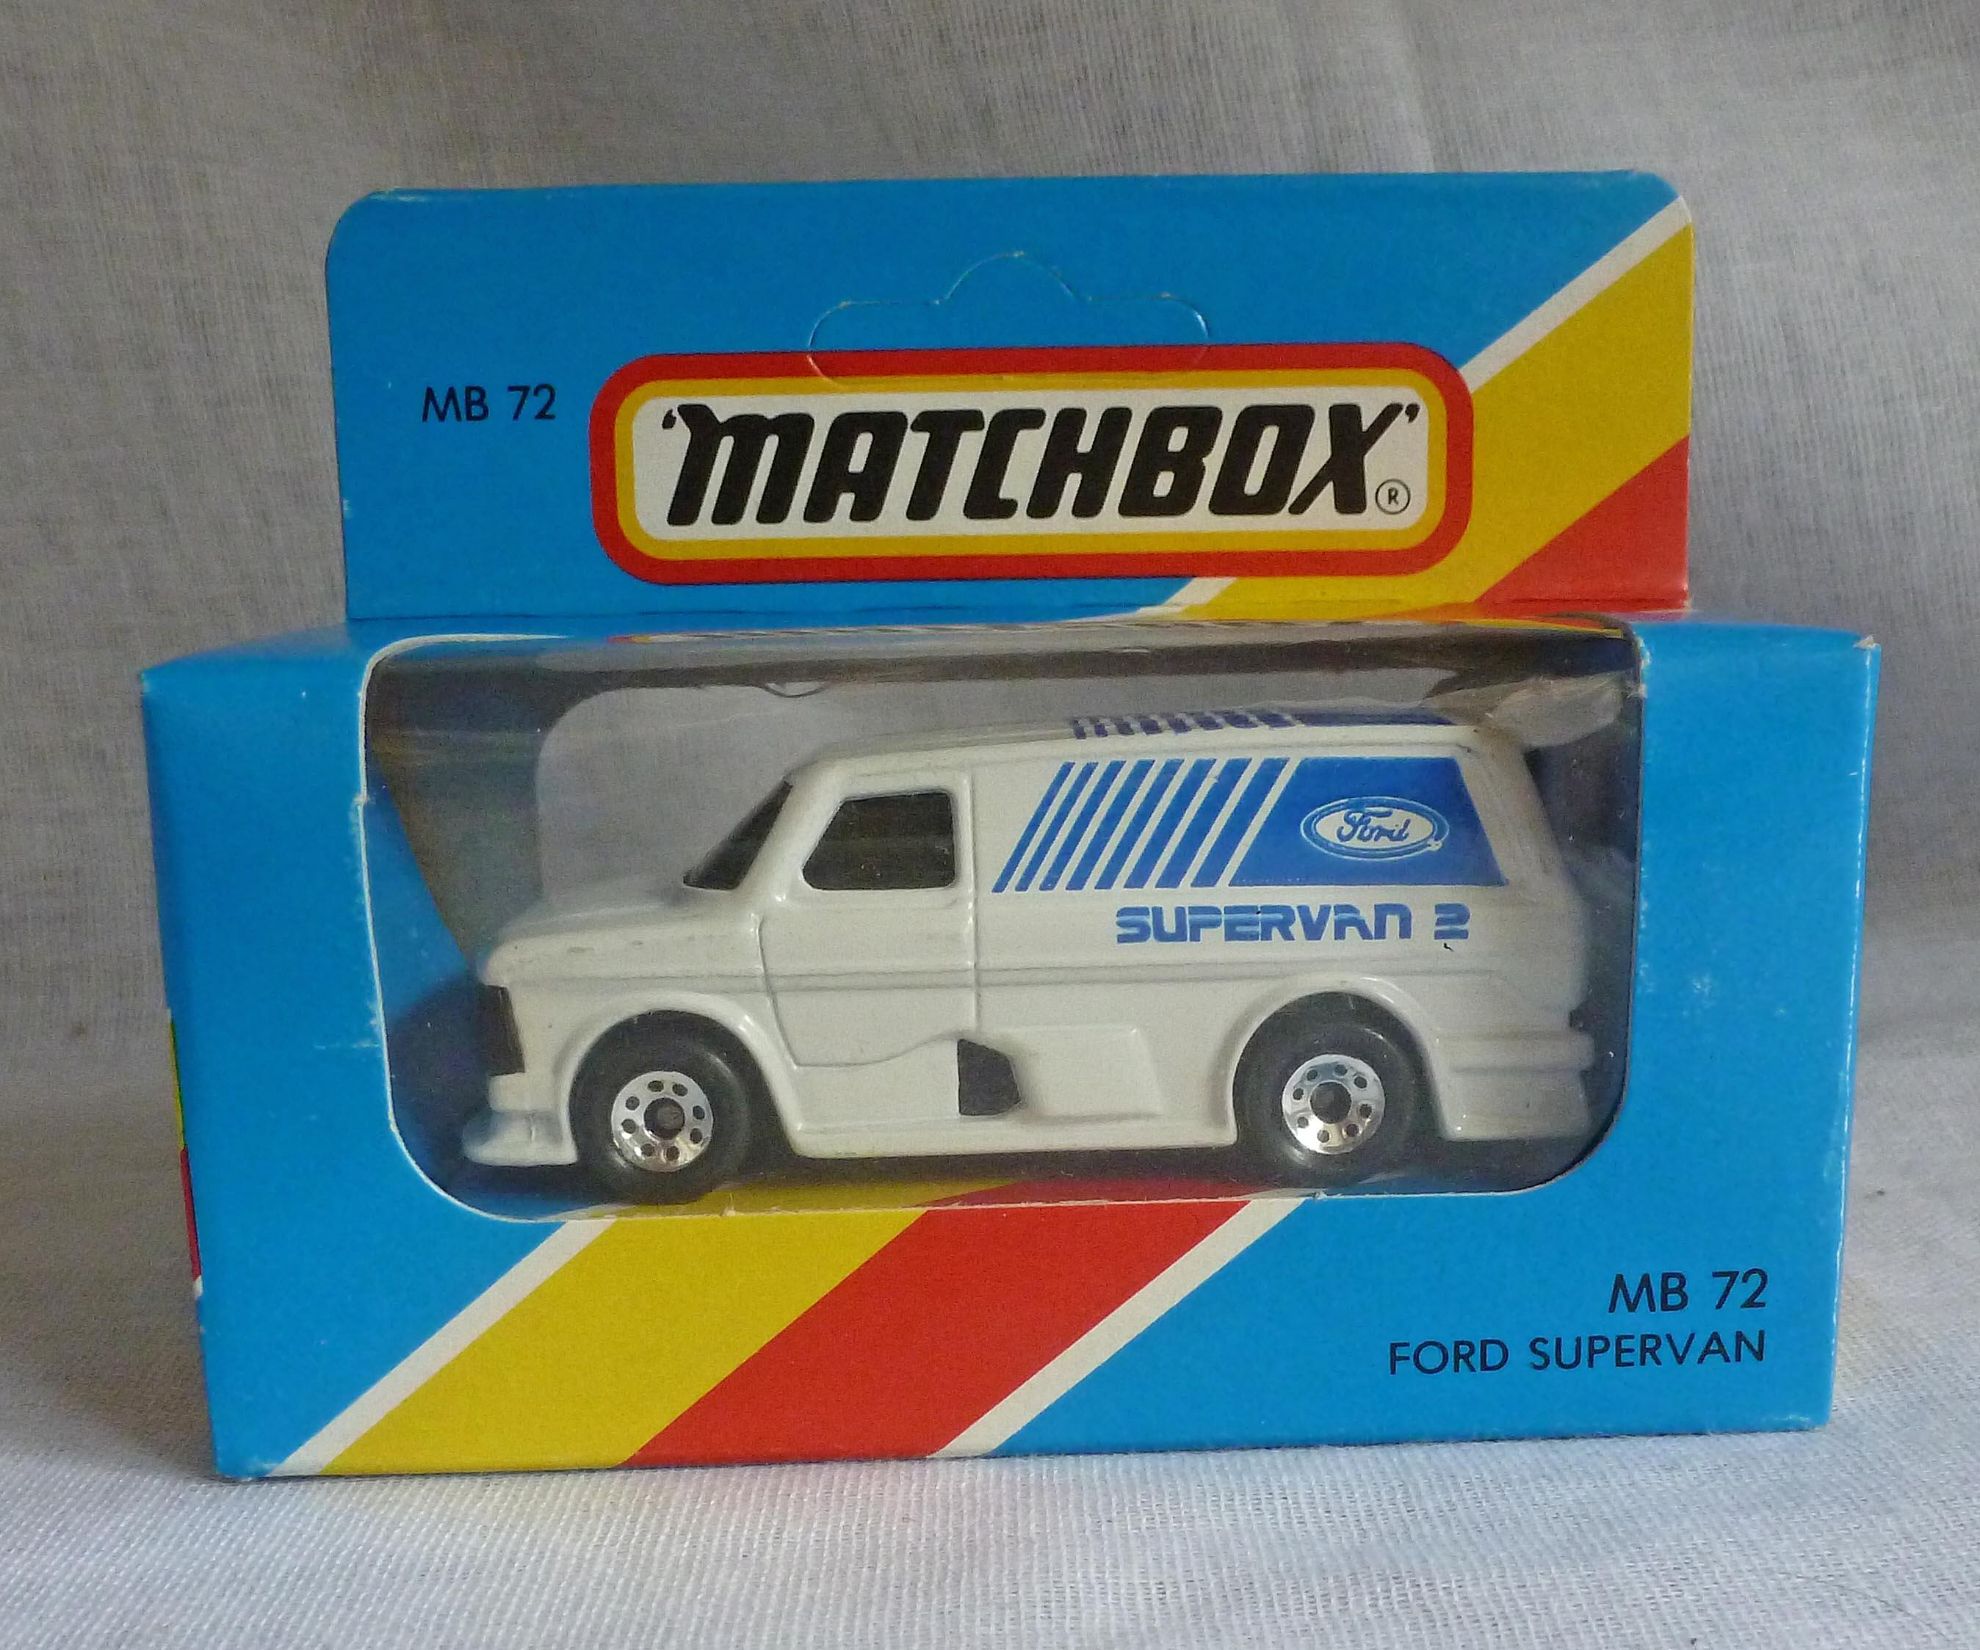 MB 72
'MATCHBOX' ®
Ford
SUPERVAN 2
MB 72
FORD SUPERVAN